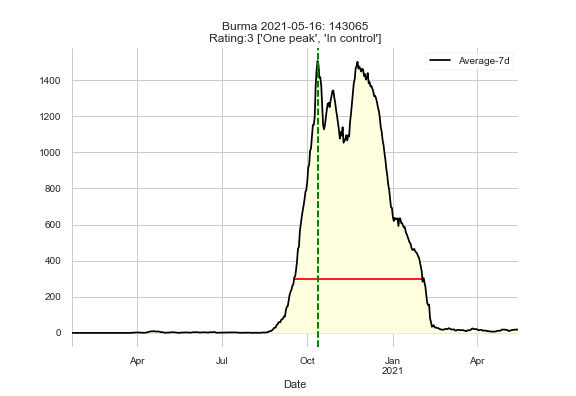 Burma 2021-05-16: 143065
Rating:3 ['One peak', 'In control']
Average-7d
1400
1200
1000
800
600
400
200
0
Apr
Jul
Oct
Jan
2021
Apr
Date